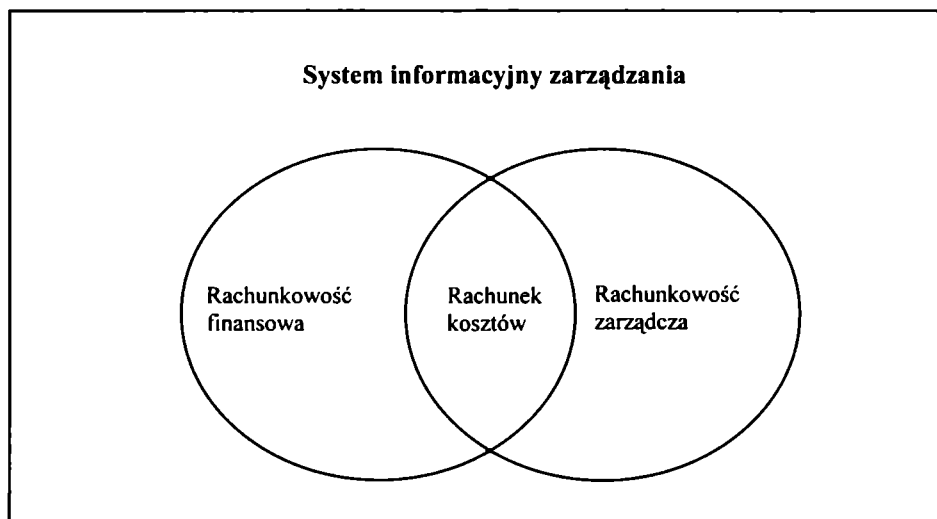 System informacyjny zarządzania
Rachunkowość
finansowa
Rachunek
kosztów
Rachunkowość
zarządcza